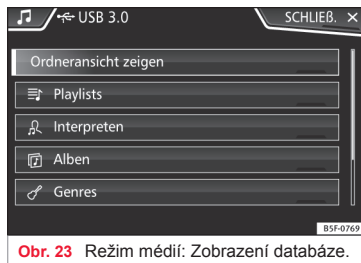 USB 3.0
SCHLIEß. ×
Ordneransicht zeigen
Playlists
Interpreten
Alben
Genres
B5F-0769
Obr. 23 Režim médií: Zobrazení databáze.